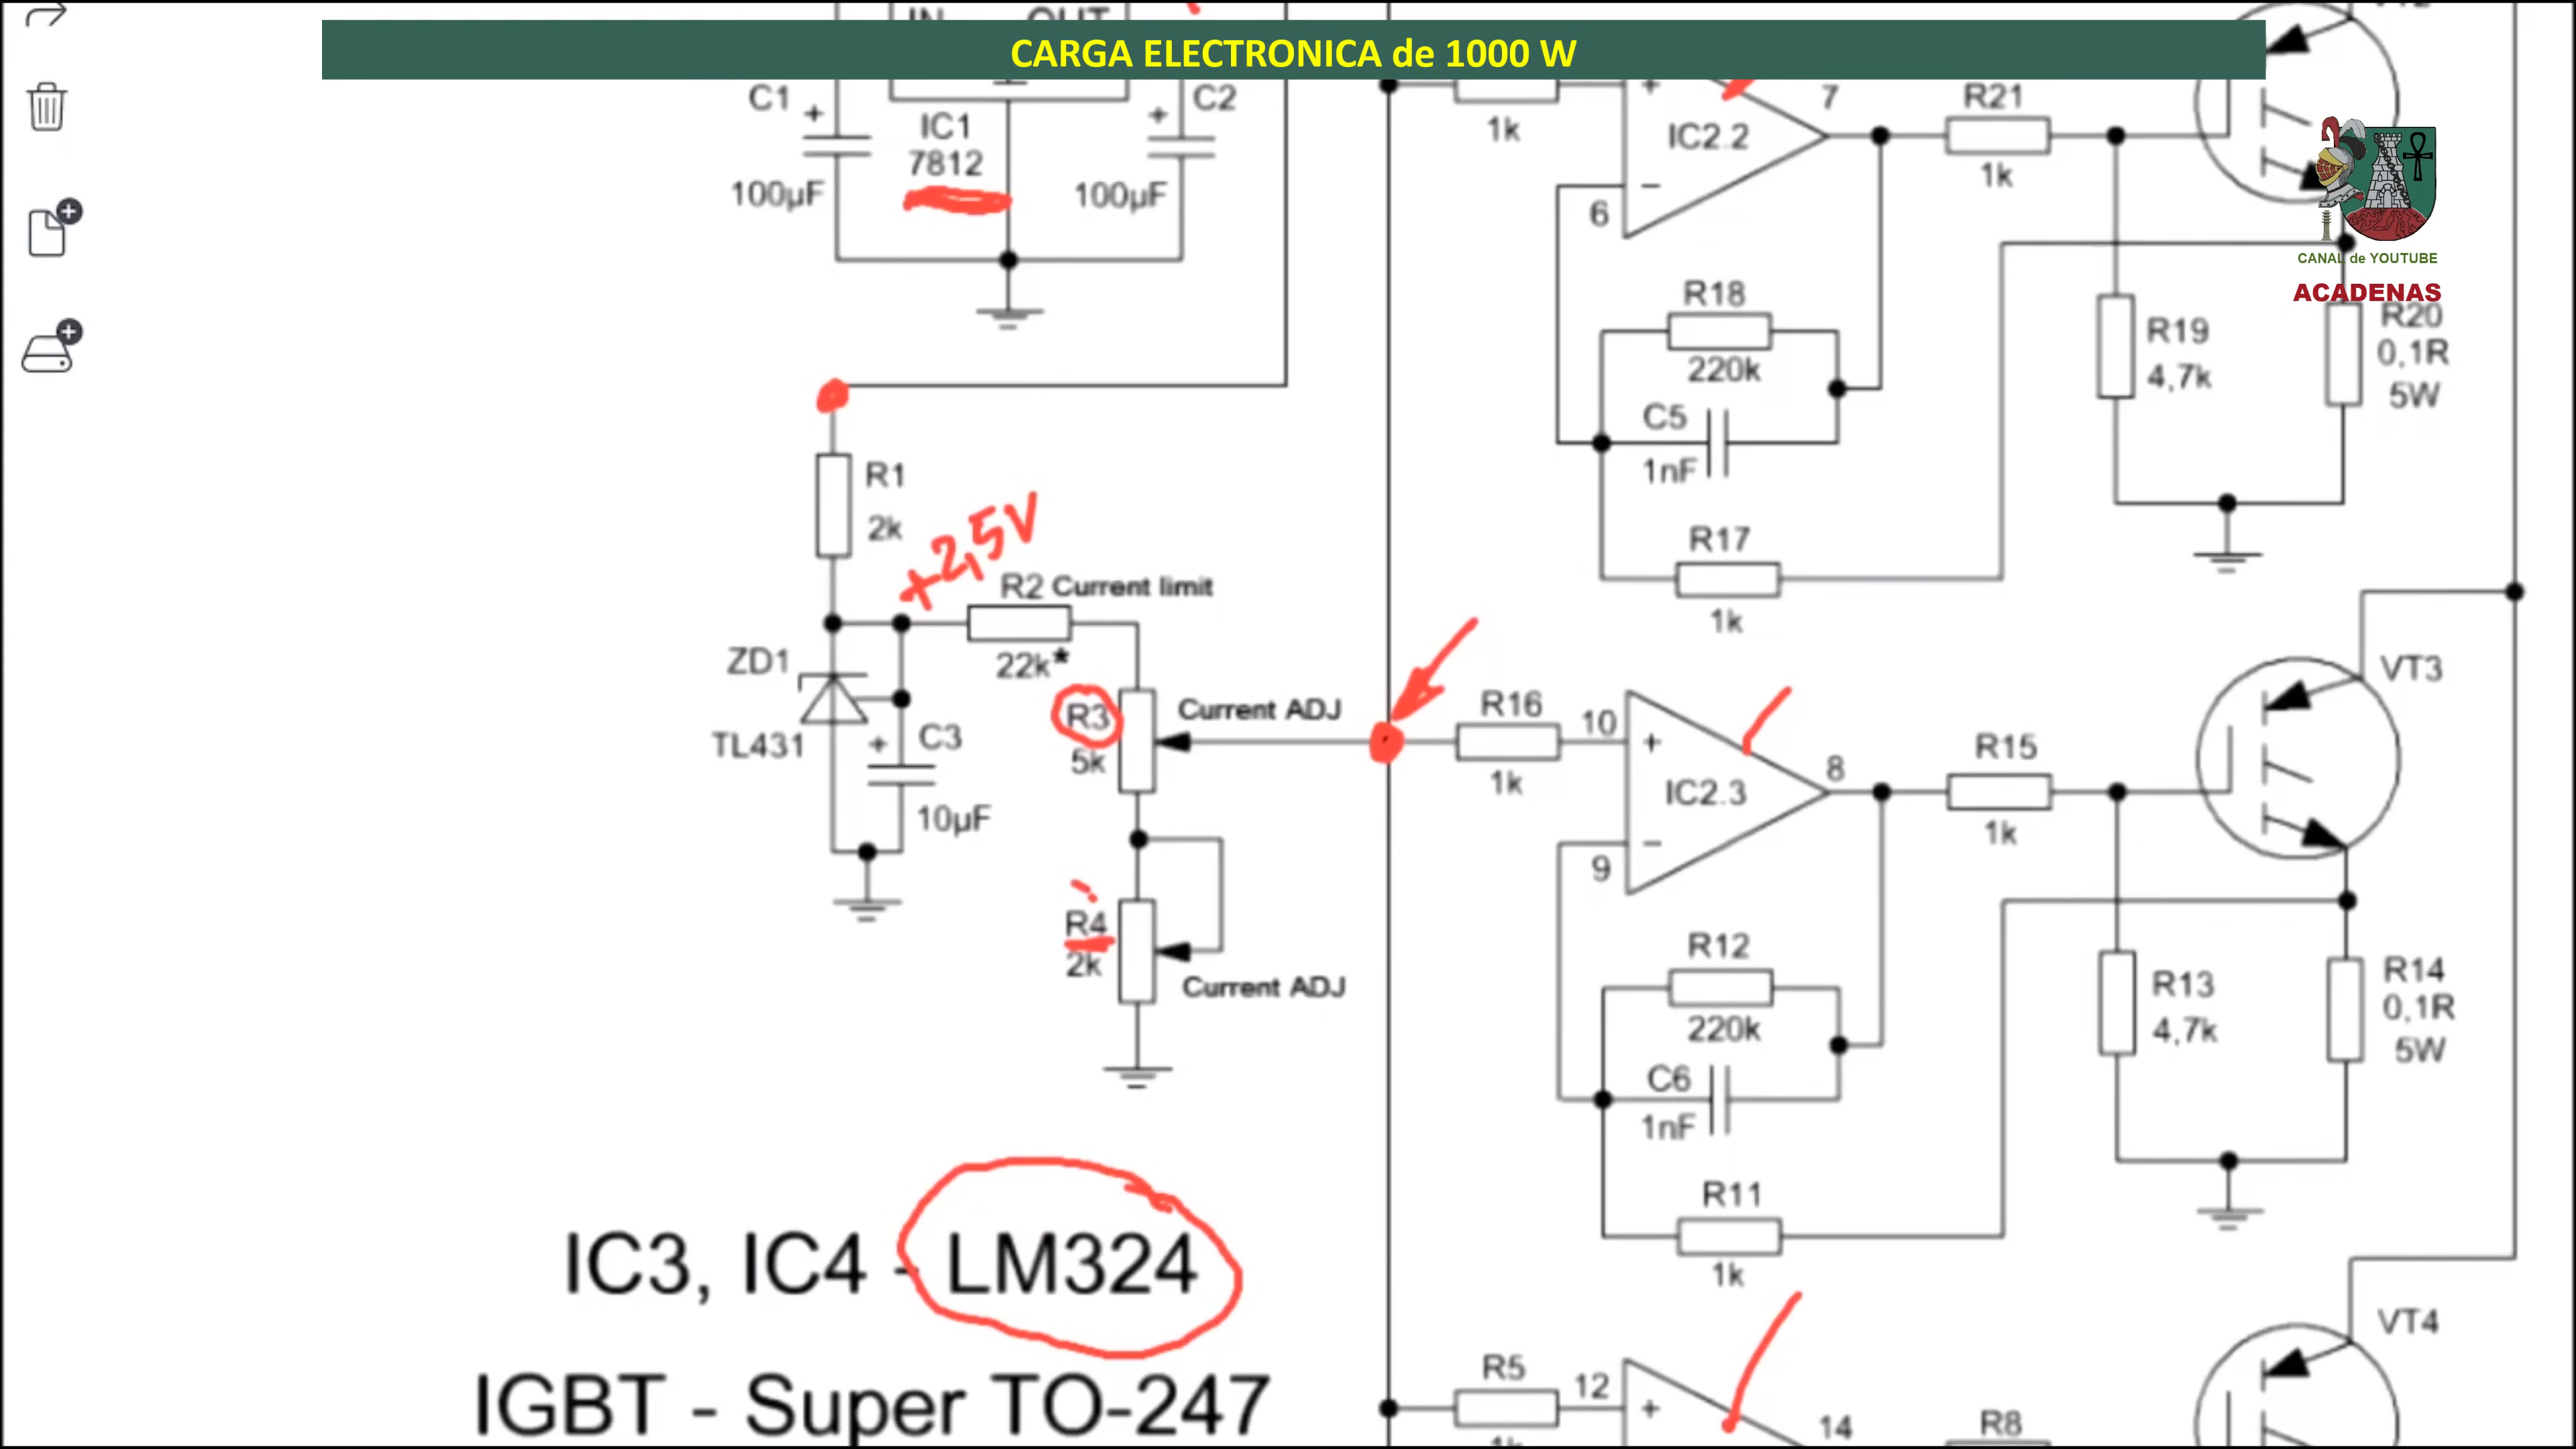 CARGA ELECTRONICA de 1000 W
C1
+
100µF
IC1
7812
+
C2
100µF
1k
+
IC2.2
7
6
R21
1k
CANAL de YOUTUBE
ACADENAS
R18
220k
C5
1nF
R17
1k
R19
4,7k
R20
0,1R
5W
R1
2k
+2,5V
R2 Current limit
22k*
ZD1
TL431
+
C3
10µF
R3
5k
Current ADJ
R4
2k
Current ADJ
R16
1k
10
+
IC2.3
8
9
R15
1k
VT3
R12
220k
C6
1nF
R11
1k
R13
4,7k
R14
0,1R
5W
IC3, IC4 - LM324
IGBT - Super TO-247
R5
12
+
14
R8
VT4